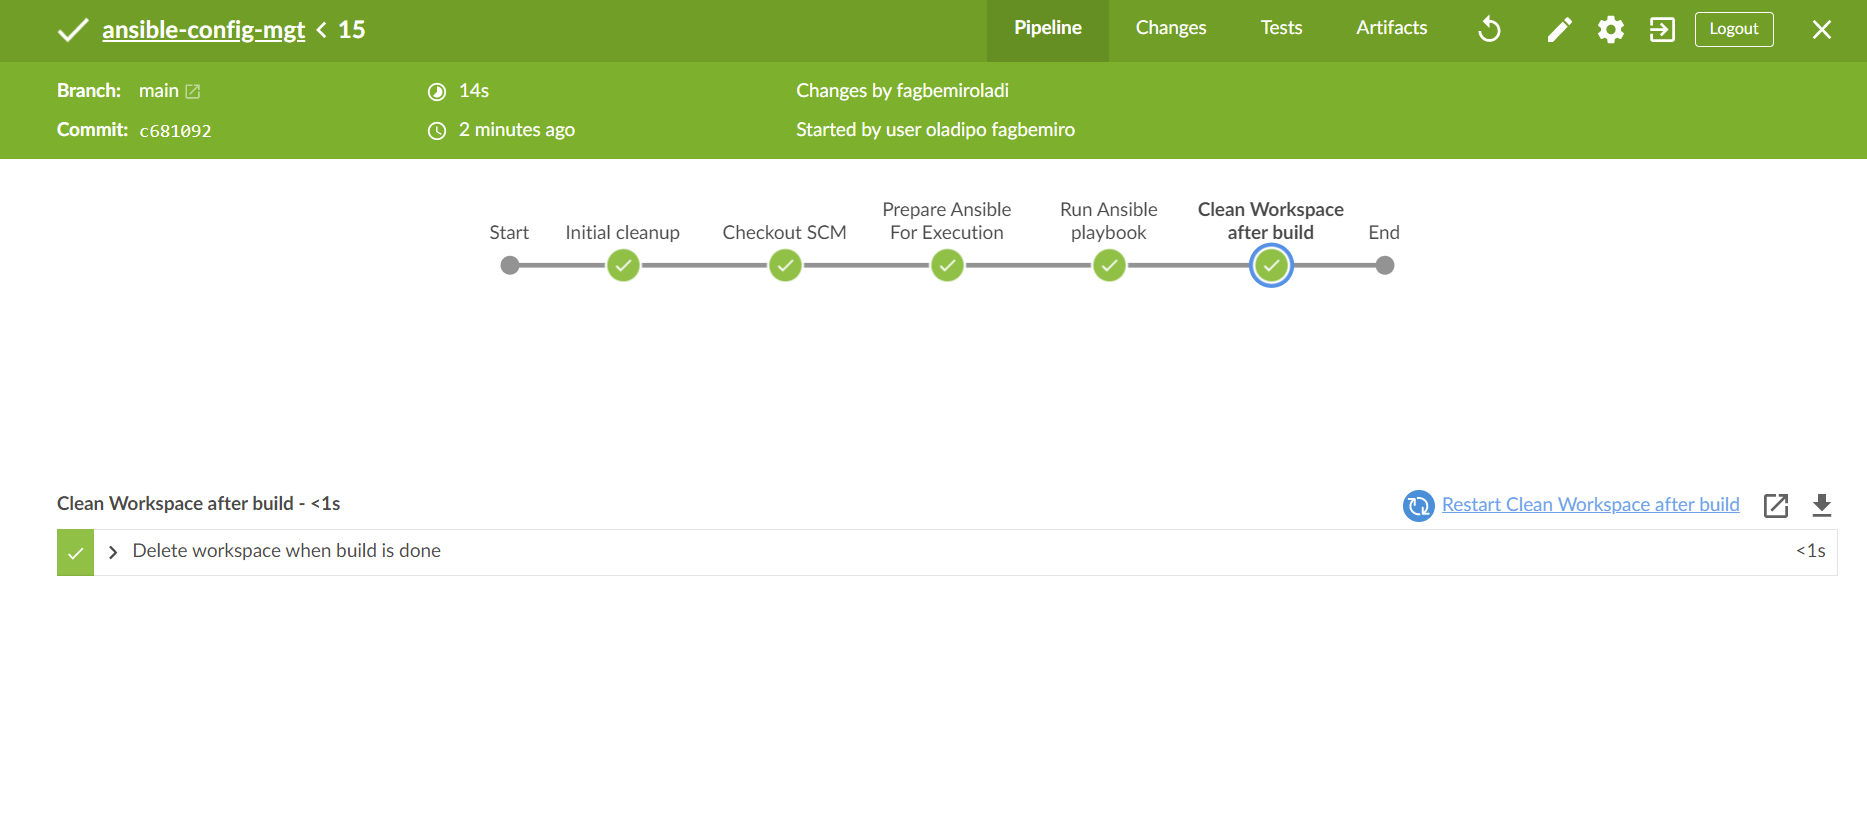 ansible-config-mgt < 15
Pipeline
Changes
Tests
Artifacts
Logout
Branch: main
14s
Changes by fagbemiroladi
Commit: c681092
2 minutes ago
Started by user oladipo fagbemiro
Start
Initial cleanup
Checkout SCM
Prepare Ansible
For Execution
Run Ansible
playbook
Clean Workspace
after build
End
Clean Workspace after build - <1s
Restart Clean Workspace after build
Delete workspace when build is done
<1s